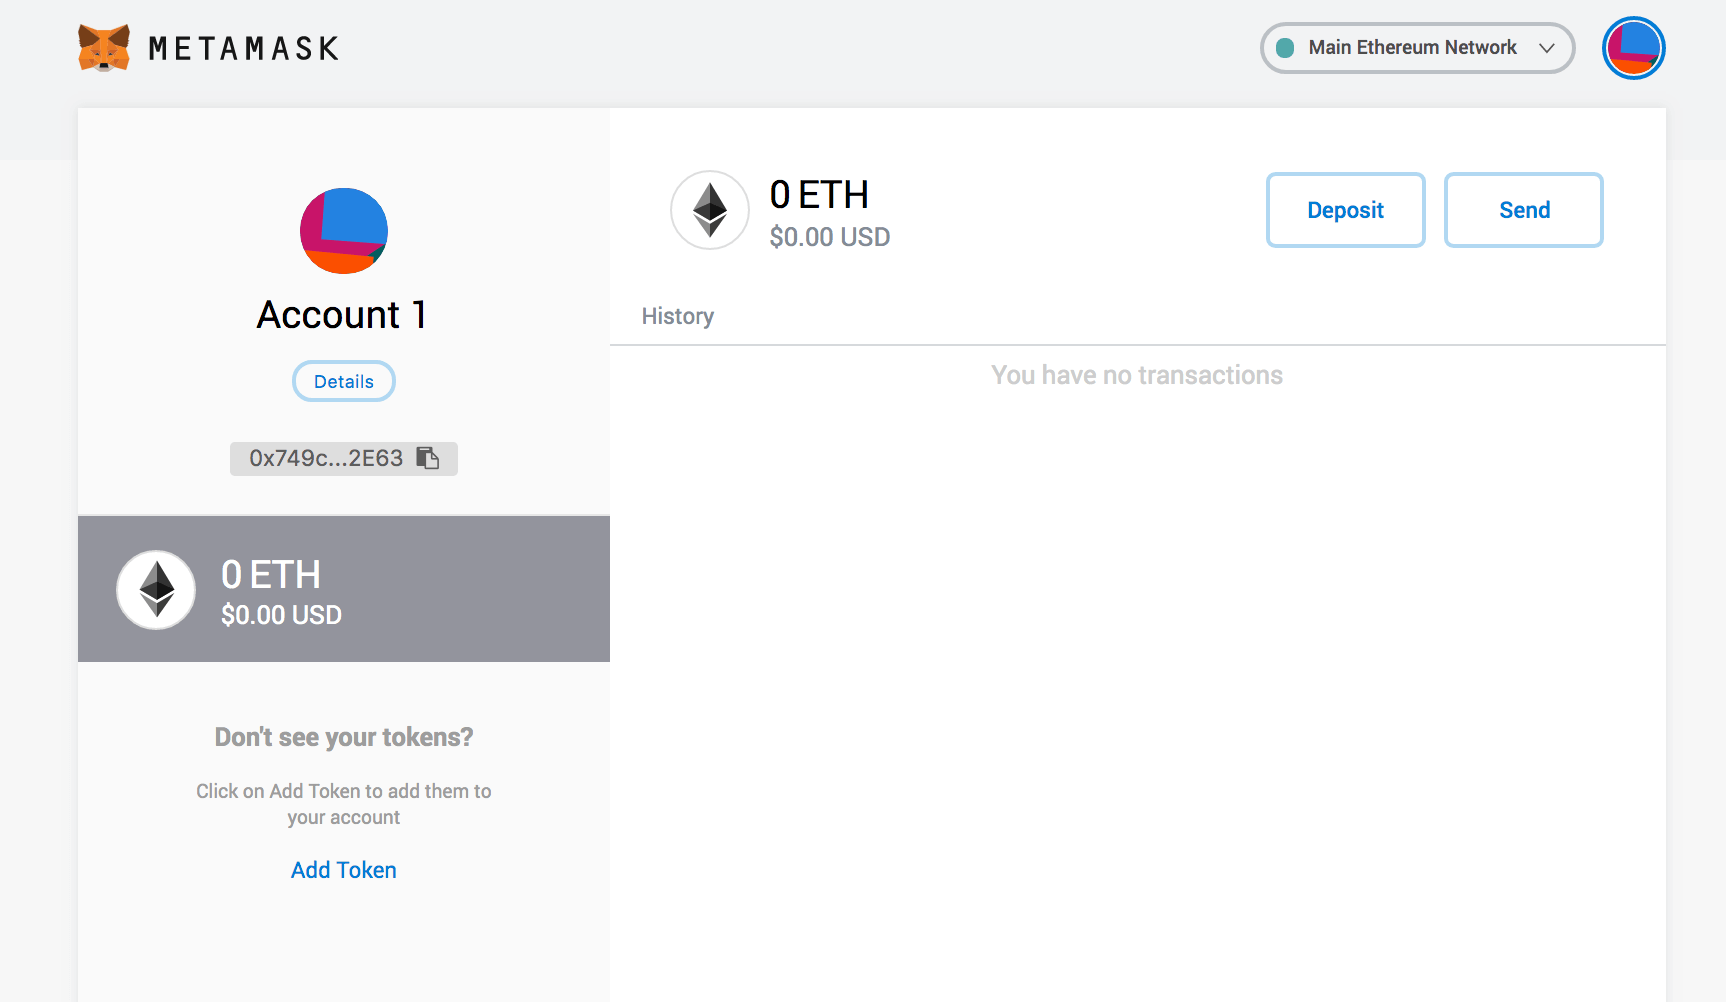 METAMASK
Main Ethereum Network
Account 1
Details
0x749c...2E63
0 ETH
$0.00 USD
Don't see your tokens?
Click on Add Token to add them to
your account
Add Token
0 ETH
$0.00 USD
Deposit
Send
History
You have no transactions